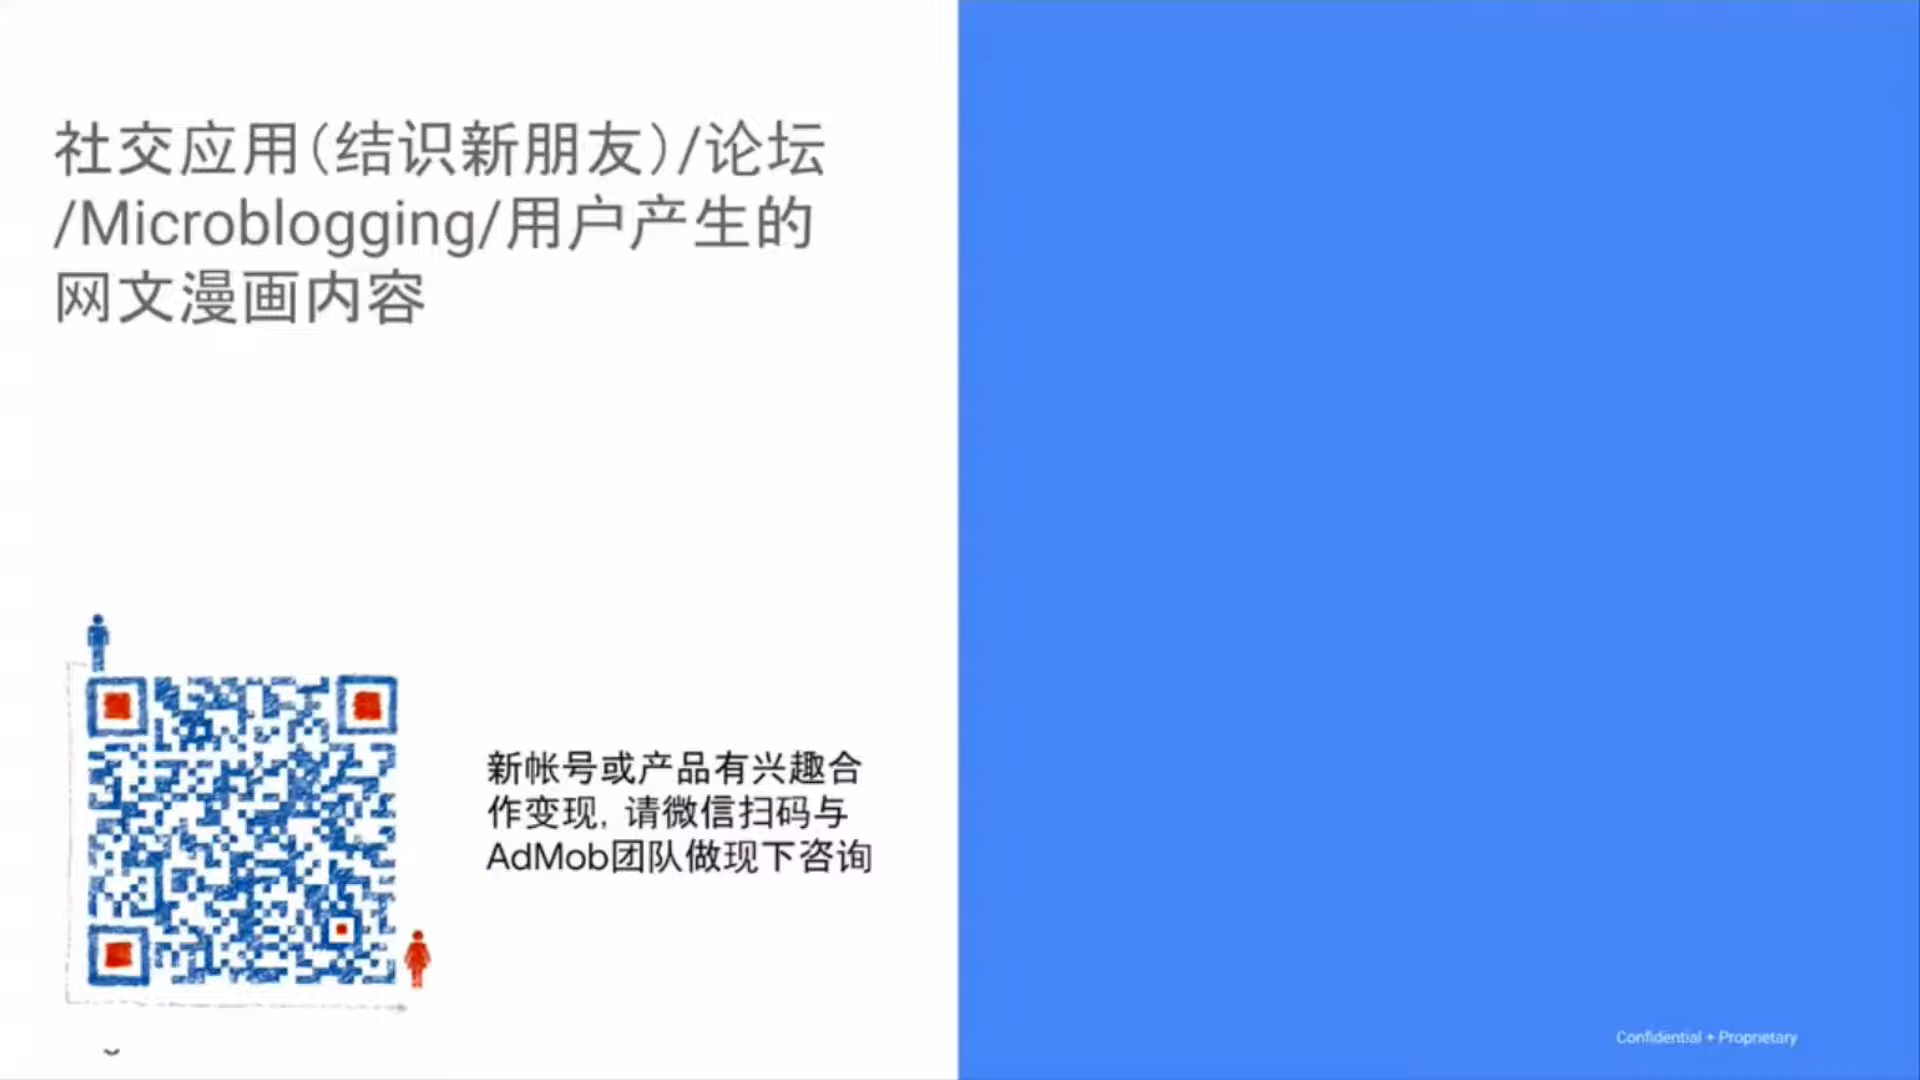 社交应用(结识新朋友)/论坛
/Microblogging/用户产生的
网文漫画内容
新帐号或产品有兴趣合
作变现, 请微信扫码与
AdMob团队做现下咨询
Confidential + Proprietary